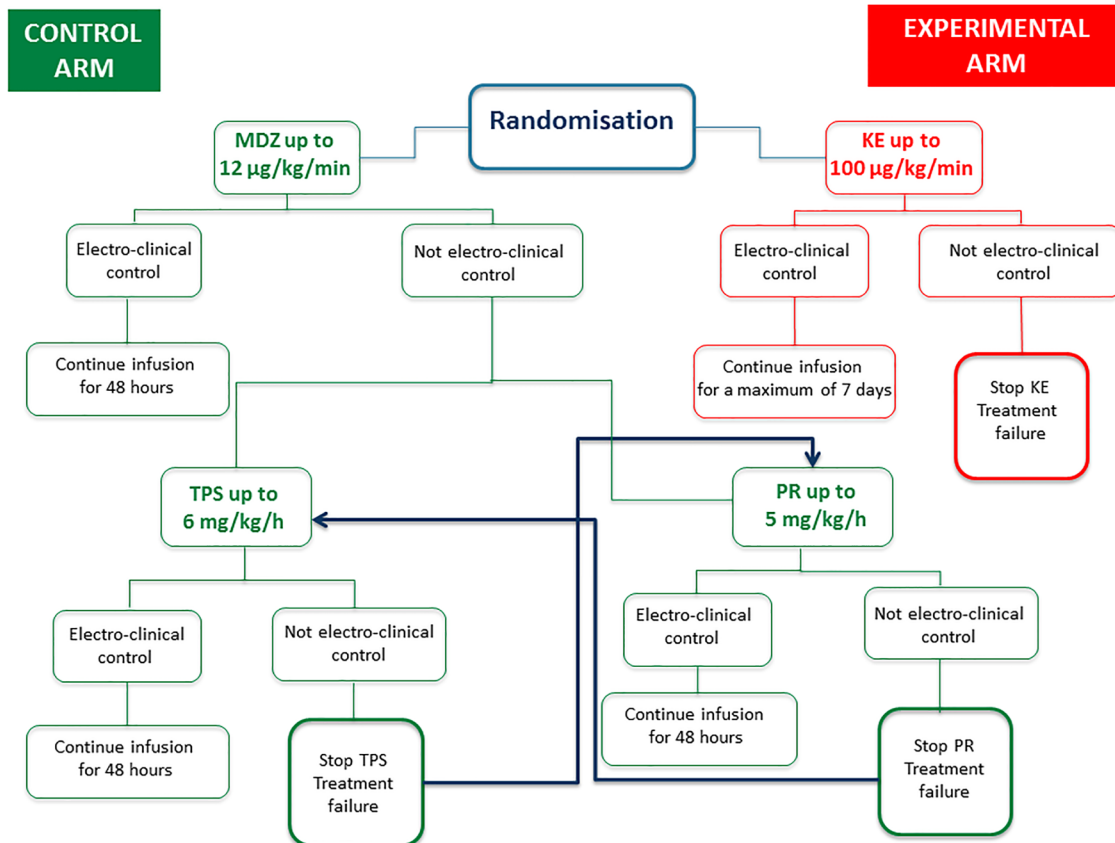 CONTROL
ARM
EXPERIMENTAL
ARM
Randomisation
MDZ up to
12 µg/kg/min
KE up to
100 µg/kg/min
Electro-clinical
control
Not electro-clinical
control
Electro-clinical
control
Not electro-clinical
control
Continue infusion
for 48 hours
Continue infusion
for a maximum of 7 days
Stop KE
Treatment
failure
TPS up to
6 mg/kg/h
PR up to
5 mg/kg/h
Electro-clinical
control
Not electro-clinical
control
Electro-clinical
control
Not electro-clinical
control
Continue infusion
for 48 hours
Stop TPS
Treatment
failure
Continue infusion
for 48 hours
Stop PR
Treatment
failure